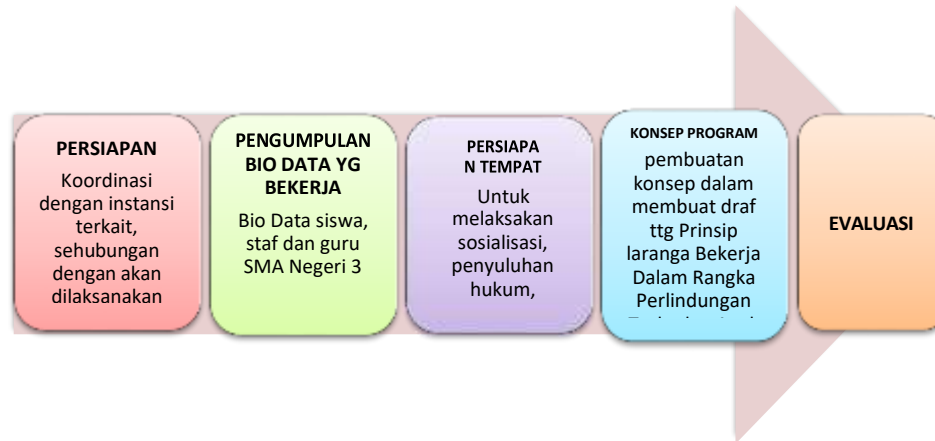 PERSIAPAN
Koordinasi
dengan instansi
terkait,
sehubungan
dengan akan
dilaksanakan
PENGUMPULAN
BIO DATA YG
BEKERJA
Bio Data siswa,
staf dan guru
SMA Negeri 3
PERSIAPA
N TEMPAT
Untuk
melaksakan
sosialisasi,
penyuluhan
hukum,
KONSEP PROGRAM
pembuatan
konsep dalam
membuat draf
ttg Prinsip
laranga Bekerja
Dalam Rangka
Perlindungan
EVALUASI